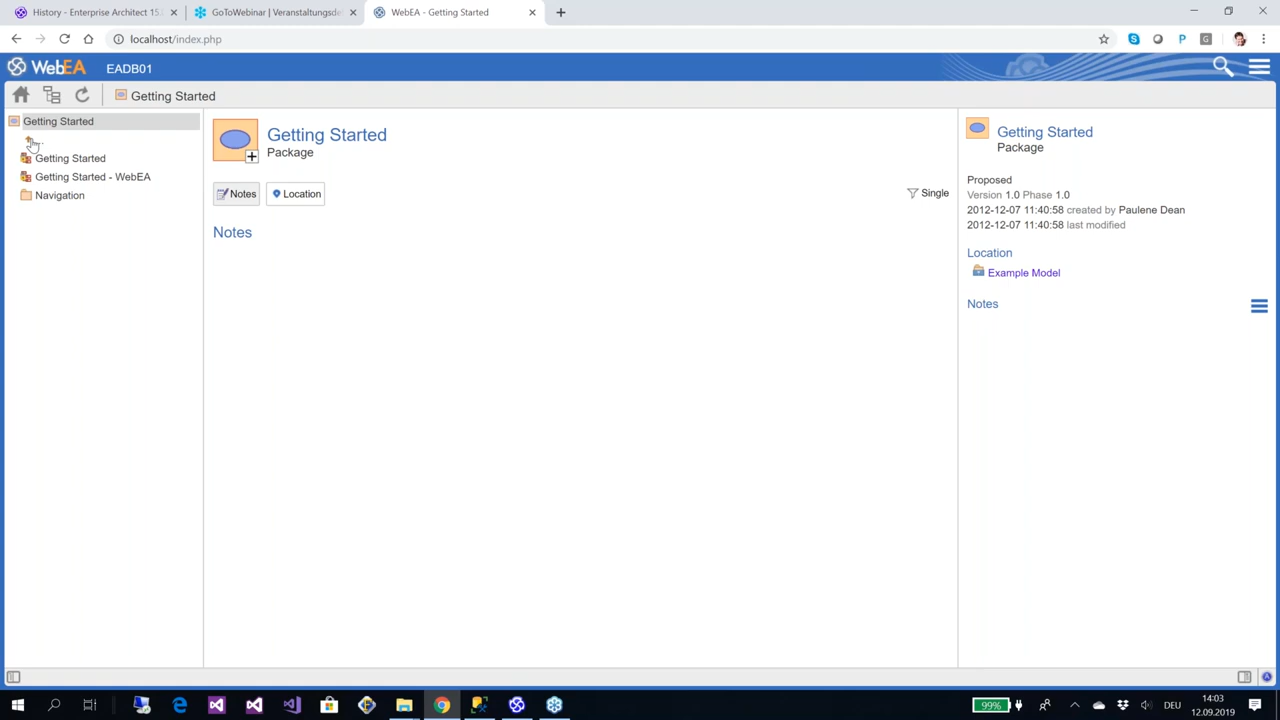 History - Enterprise Architect 15.
GoToWebinar | Veranstaltungsde
WebEA - Getting Started
localhost/index.php
P
G
WebEA
EADB01
Getting Started
Getting Started
Getting Started
Getting Started - WebEA
Navigation
Getting Started
Package
Notes
Location
Single
Notes
Getting Started
Package
Proposed
Version 1.0 Phase 1.0
2012-12-07 11:40:58 created by Paulene Dean
2012-12-07 11:40:58 last modified
Location
Example Model
Notes
99%
DEU
14:03
12.09.2019